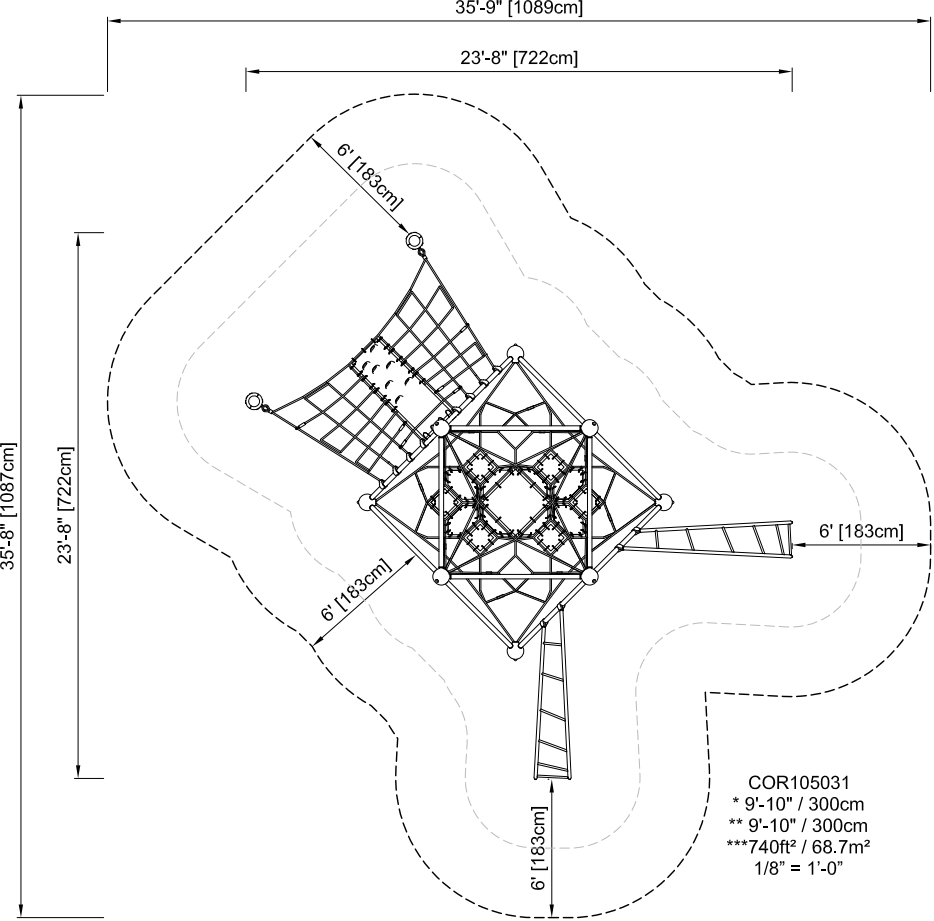 35'-9" [1089cm]
23'-8" [722cm]
6' [183cm]
35'-8" [1087cm]
23'-8" [722cm]
6' [183cm]
6' [183cm]
6' [183cm]
COR105031
* 9'-10" / 300cm
** 9'-10" / 300cm
***740ft² / 68.7m²
1/8” = 1’-0”